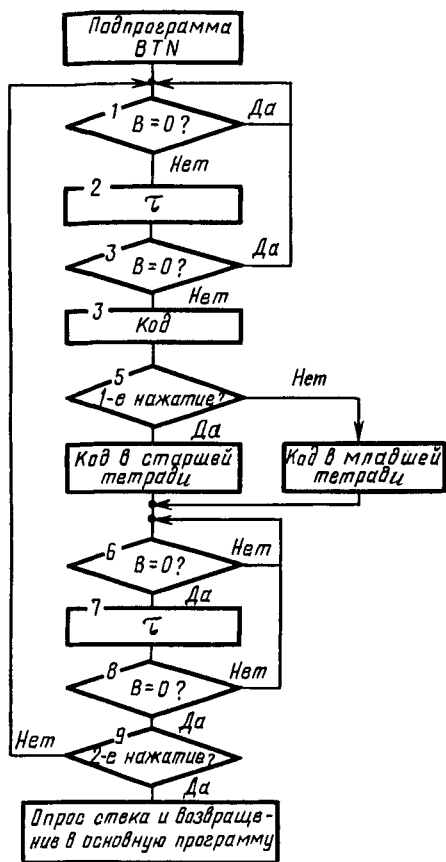 Подпрограмма
BTN
1
B=0?
Да
Нет
2
τ
3
B=0?
Да
Нет
3
Код
5
1-е нажатие?
Нет
Да
Код в старшей
тетради
Код в младшей
тетради
6
B=0?
Нет
Да
7
τ
8
B=0?
Нет
Да
9
2-е нажатие?
Нет
Да
Опрос стека и возвраще-
ние в основную программу